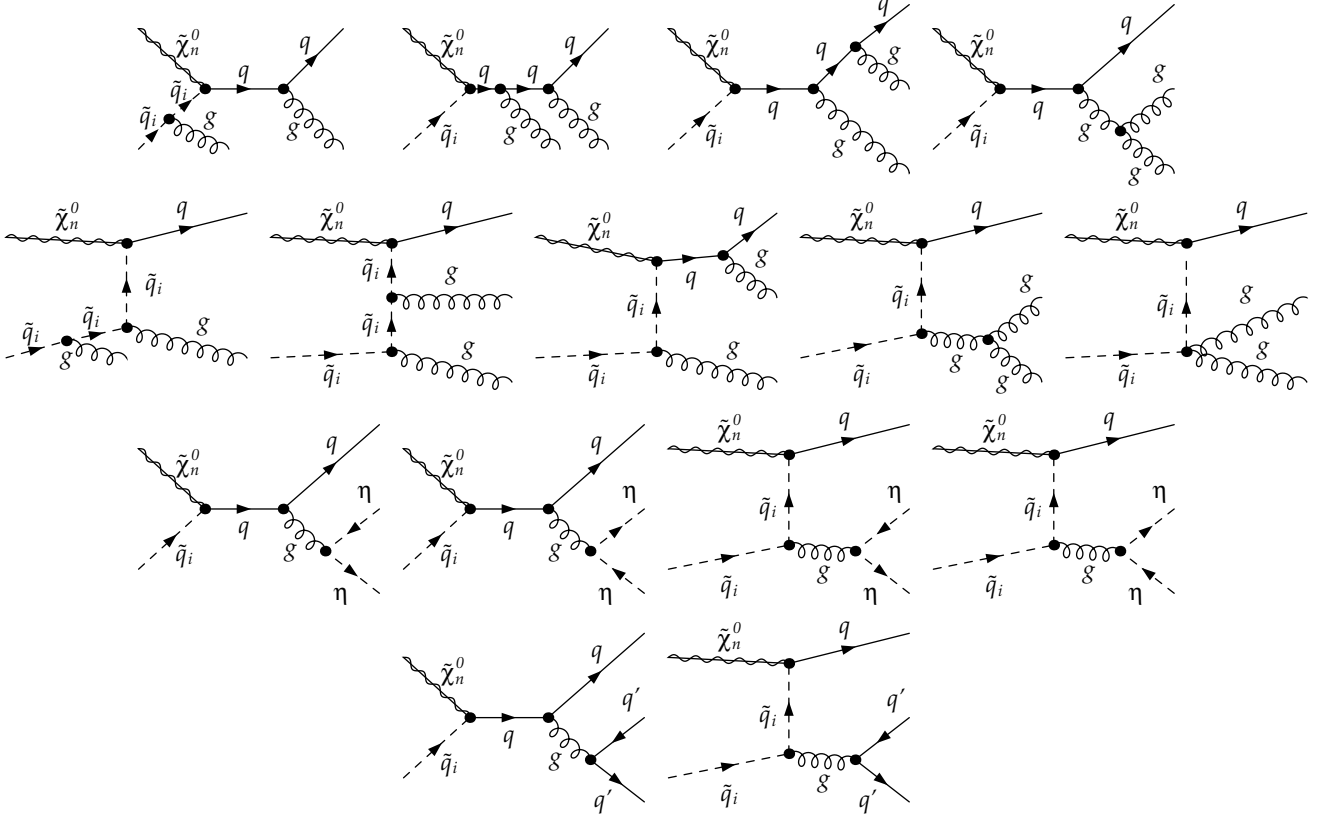 χ̃⁰ₙ q q q̃ᵢ q̃ᵢ g g
χ̃⁰ₙ q q q q̃ᵢ g g
q χ̃⁰ₙ q g q q̃ᵢ g
q χ̃⁰ₙ g q g q̃ᵢ g
χ̃⁰ₙ q q̃ᵢ q̃ᵢ q̃ᵢ g g
χ̃⁰ₙ q q̃ᵢ g q̃ᵢ g q̃ᵢ
q χ̃⁰ₙ g q q̃ᵢ g q̃ᵢ
χ̃⁰ₙ q g q̃ᵢ g q̃ᵢ g
χ̃⁰ₙ q g q̃ᵢ g q̃ᵢ
q χ̃⁰ₙ η q g q̃ᵢ η
q χ̃⁰ₙ η q g q̃ᵢ η
χ̃⁰ₙ q η q̃ᵢ g q̃ᵢ η
χ̃⁰ₙ q η q̃ᵢ g q̃ᵢ η
q χ̃⁰ₙ q′ q g q̃ᵢ q′
χ̃⁰ₙ q q′ q̃ᵢ g q̃ᵢ q′